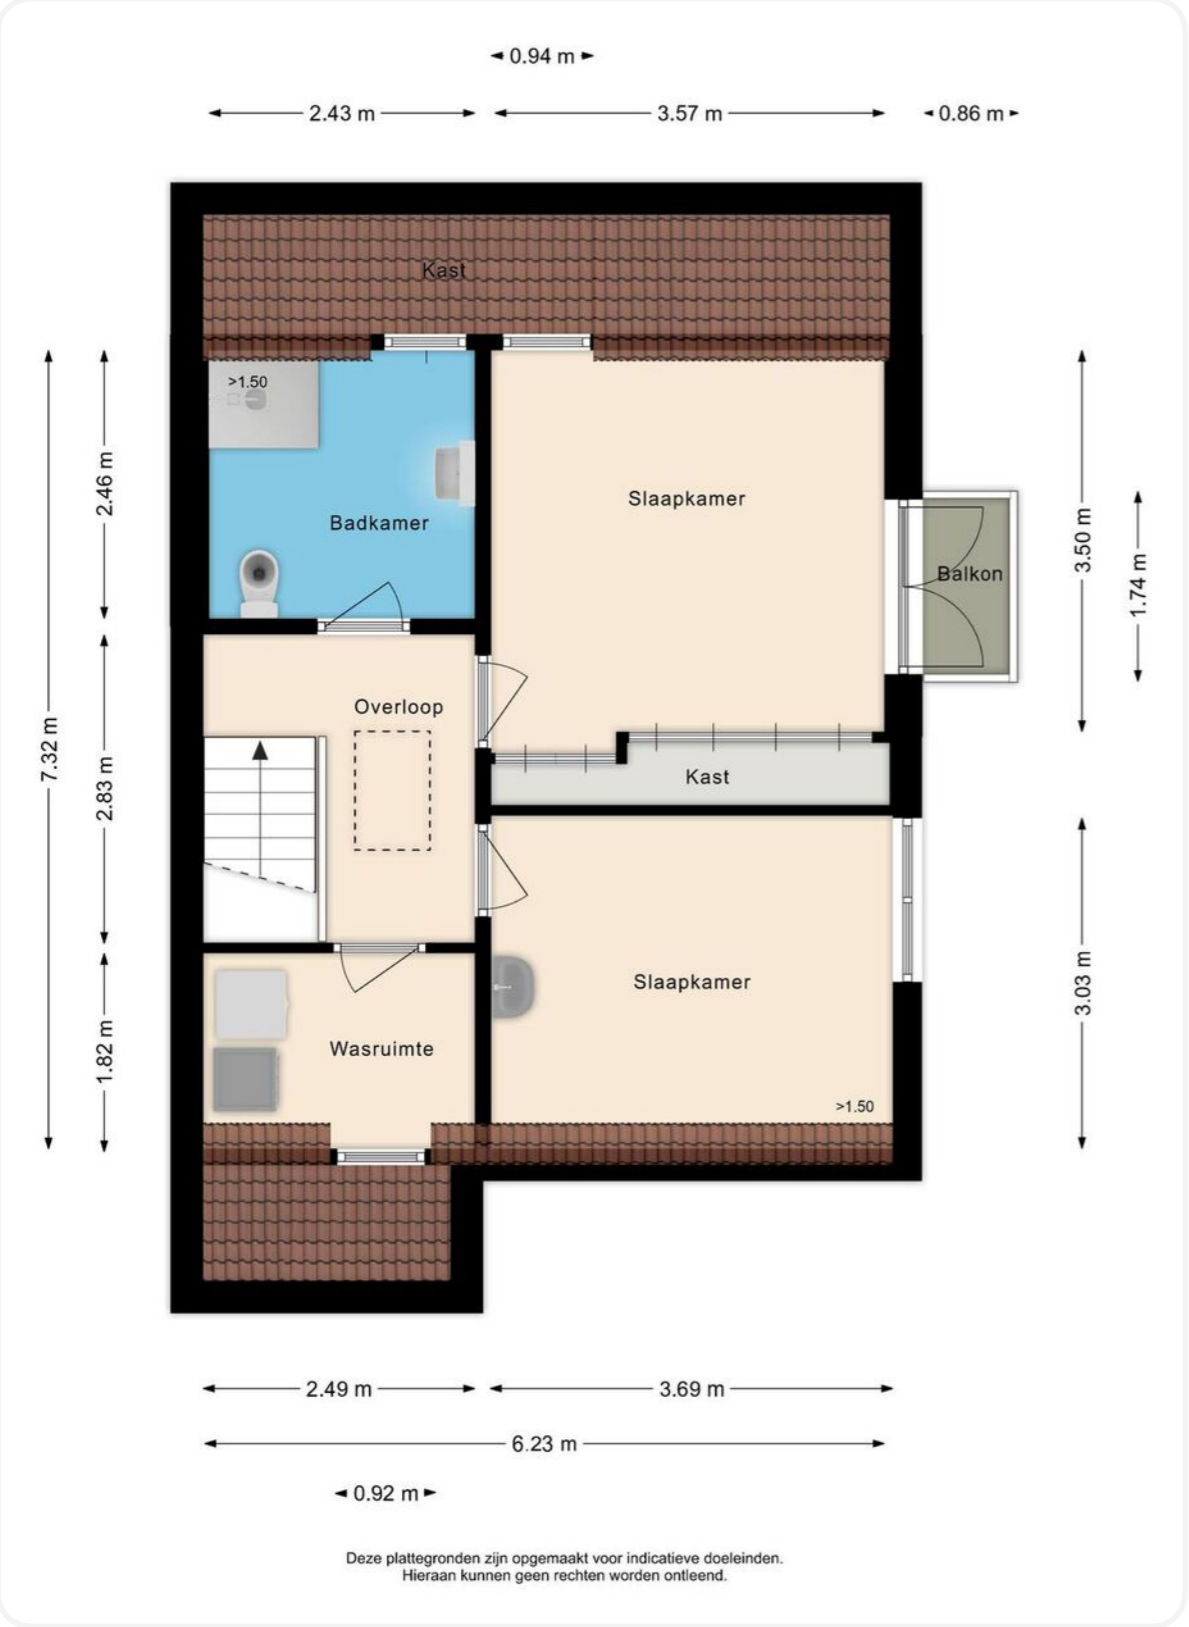 0.94 m
2.43 m
3.57 m
0.86 m
Kast
>1.50
2.46 m
Badkamer
Slaapkamer
3.50 m
Balkon
1.74 m
Overloop
7.32 m
2.83 m
Kast
Slaapkamer
3.03 m
Wasruimte
1.82 m
>1.50
2.49 m
3.69 m
6.23 m
0.92 m
Deze plattegronden zijn opgemaakt voor indicatieve doeleinden.
Hieraan kunnen geen rechten worden ontleend.